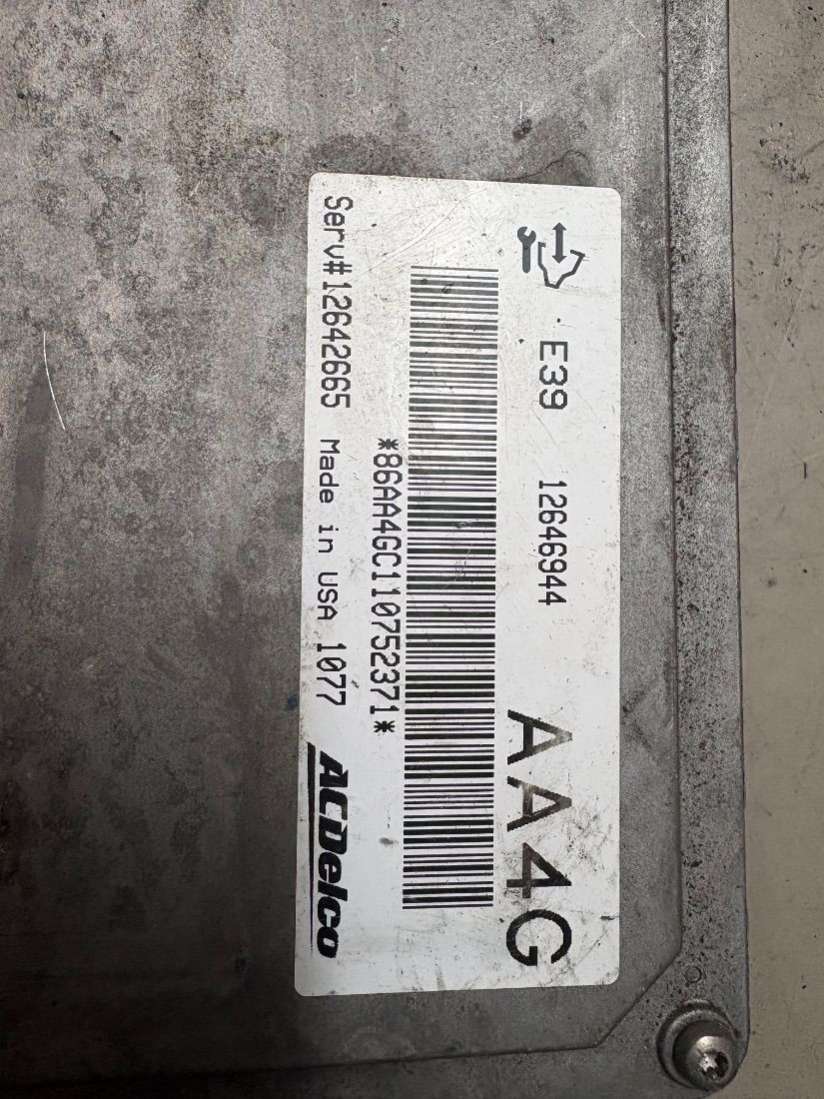 E39 12646944 AA4G
*86AA4GC110752371*
Serv#12642665 Made in USA 1077 ACDelco